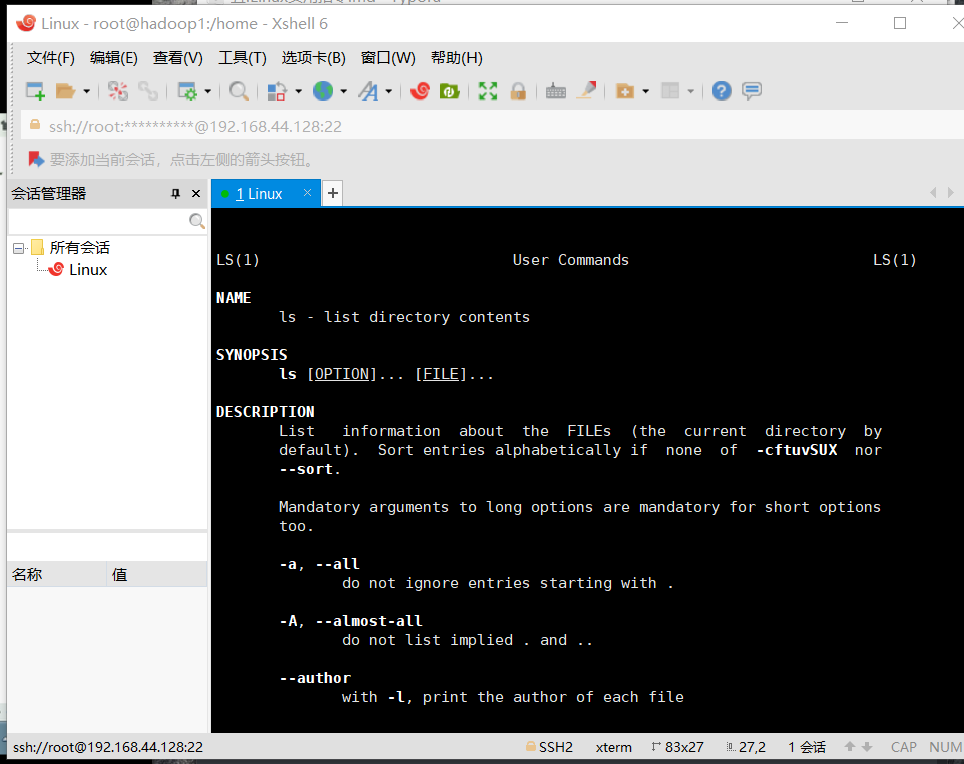 Linux - root@hadoop1:/home - Xshell 6
文件(F) 编辑(E) 查看(V) 工具(T) 选项卡(B) 窗口(W) 帮助(H)
ssh://root:**********@192.168.44.128:22
要添加当前会话，点击左侧的箭头按钮。
会话管理器
1 Linux
所有会话
Linux
名称 值
LS(1) User Commands LS(1)
NAME
ls - list directory contents
SYNOPSIS
ls [OPTION]... [FILE]...
DESCRIPTION
List information about the FILEs (the current directory by
default). Sort entries alphabetically if none of -cftuvSUX nor
--sort.
Mandatory arguments to long options are mandatory for short options
too.
-a, --all
do not ignore entries starting with .
-A, --almost-all
do not list implied . and ..
--author
with -l, print the author of each file
ssh://root@192.168.44.128:22 SSH2 xterm 83x27 27,2 1 会话 CAP NUM